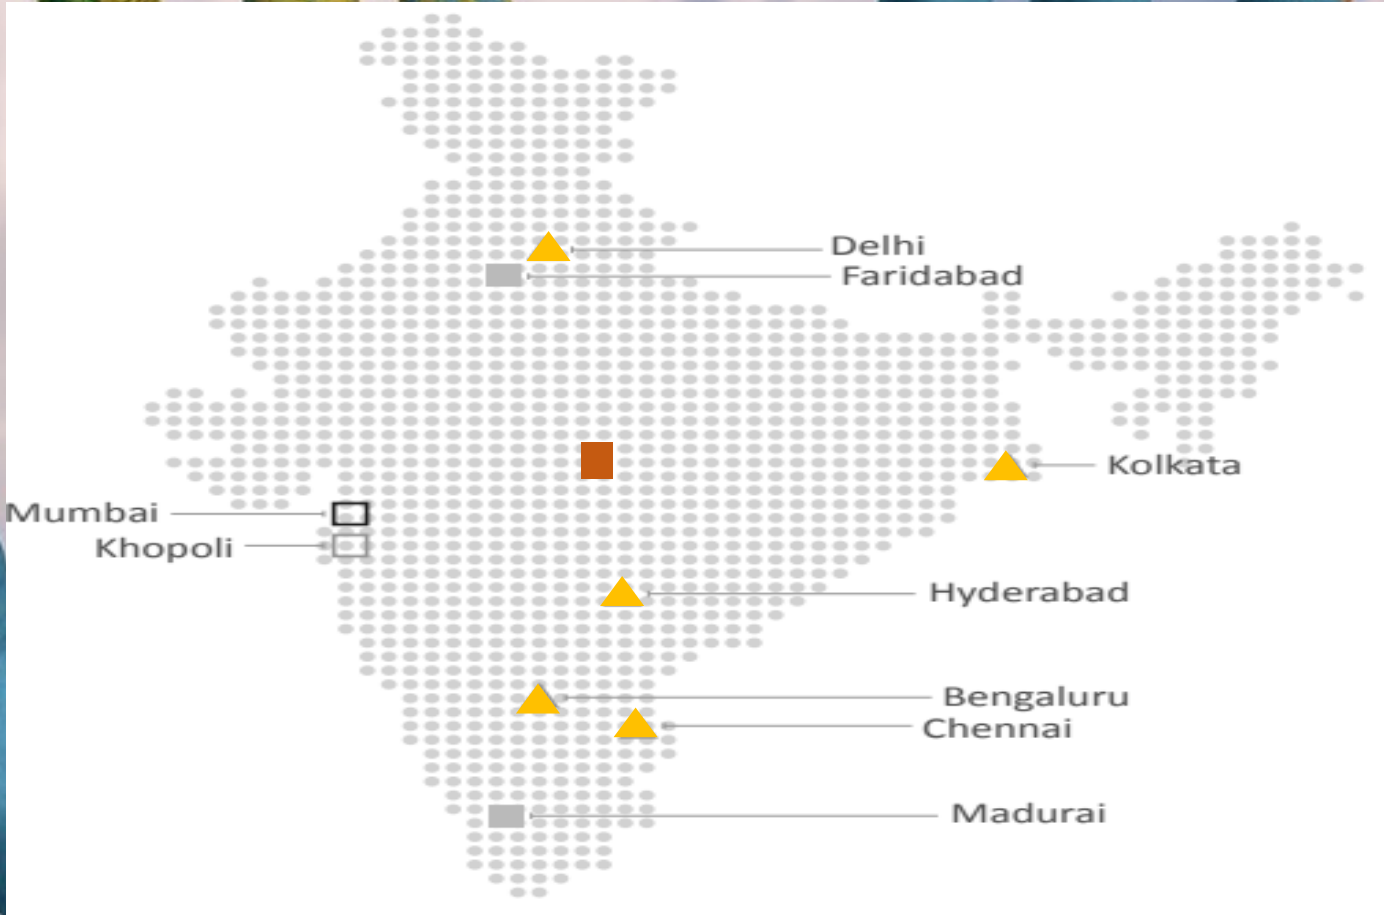 Delhi
Faridabad
Kolkata
Mumbai
Khopoli
Hyderabad
Bengaluru
Chennai
Madurai